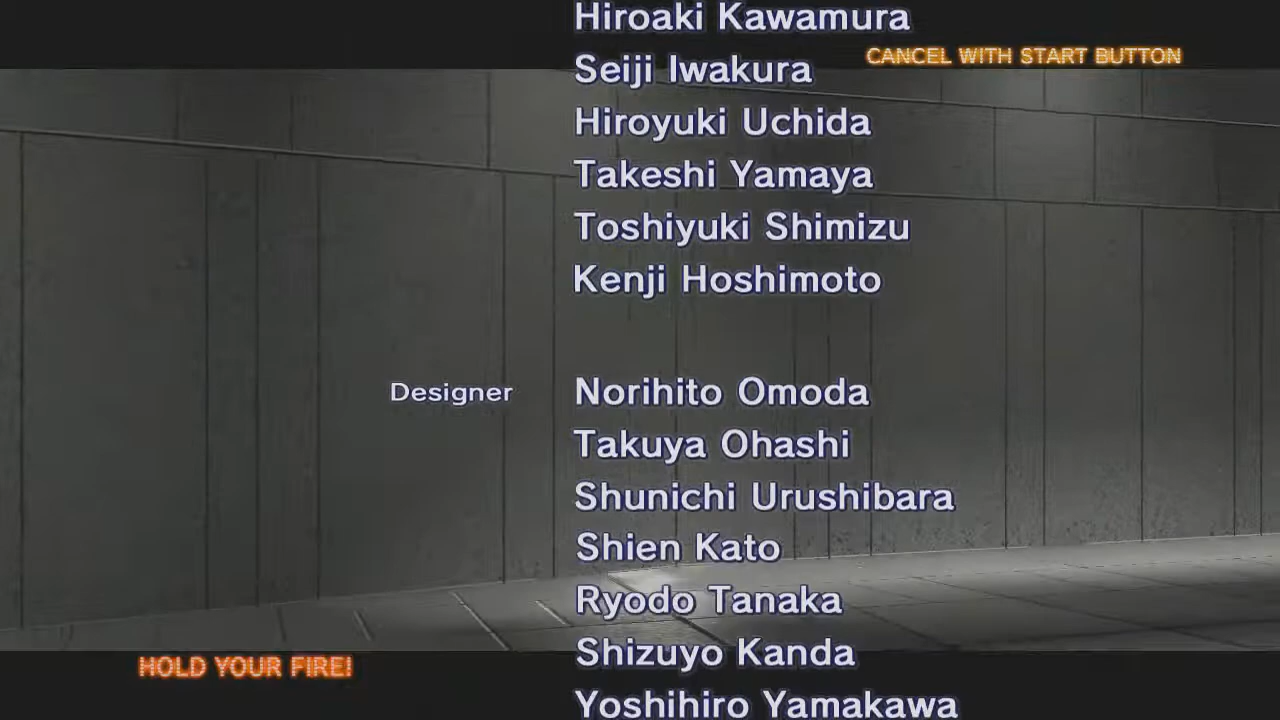 Hiroaki Kawamura
CANCEL WITH START BUTTON
Seiji Iwakura
Hiroyuki Uchida
Takeshi Yamaya
Toshiyuki Shimizu
Kenji Hoshimoto
Designer Norihito Omoda
Takuya Ohashi
Shunichi Urushibara
Shien Kato
Ryodo Tanaka
Shizuyo Kanda
HOLD YOUR FIRE!
Yoshihiro Yamakawa